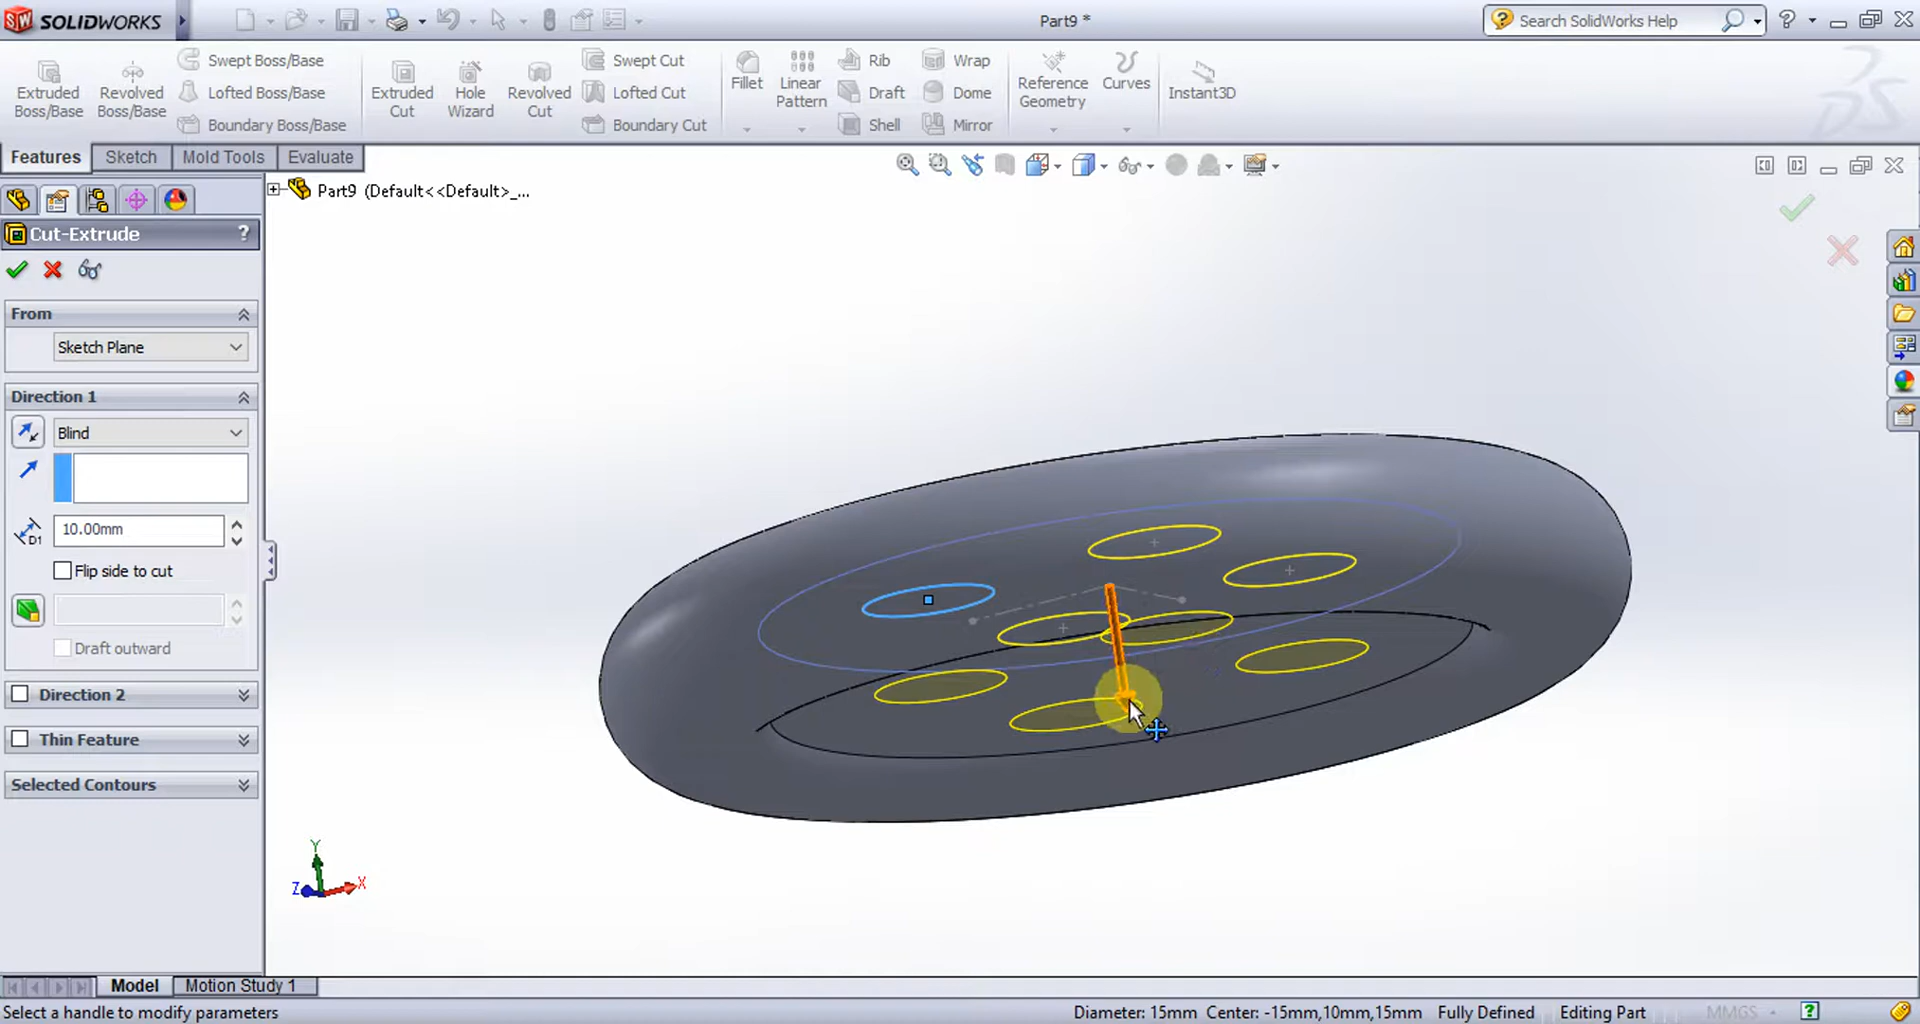 SOLIDWORKS
Part9 *
Search SolidWorks Help
Extruded Boss/Base
Revolved Boss/Base
Swept Boss/Base
Lofted Boss/Base
Boundary Boss/Base
Extruded Cut
Hole Wizard
Revolved Cut
Swept Cut
Lofted Cut
Boundary Cut
Fillet
Linear Pattern
Rib
Draft
Shell
Wrap
Dome
Mirror
Reference Geometry
Curves
Instant3D
Features
Sketch
Mold Tools
Evaluate
Part9 (Default<<Default>_...
Cut-Extrude
?
From
Sketch Plane
Direction 1
Blind
D1
10.00mm
Flip side to cut
Draft outward
Direction 2
Thin Feature
Selected Contours
Y
Z
X
Model
Motion Study 1
Select a handle to modify parameters
Diameter: 15mm Center: -15mm,10mm,15mm
Fully Defined
Editing Part
MMGS